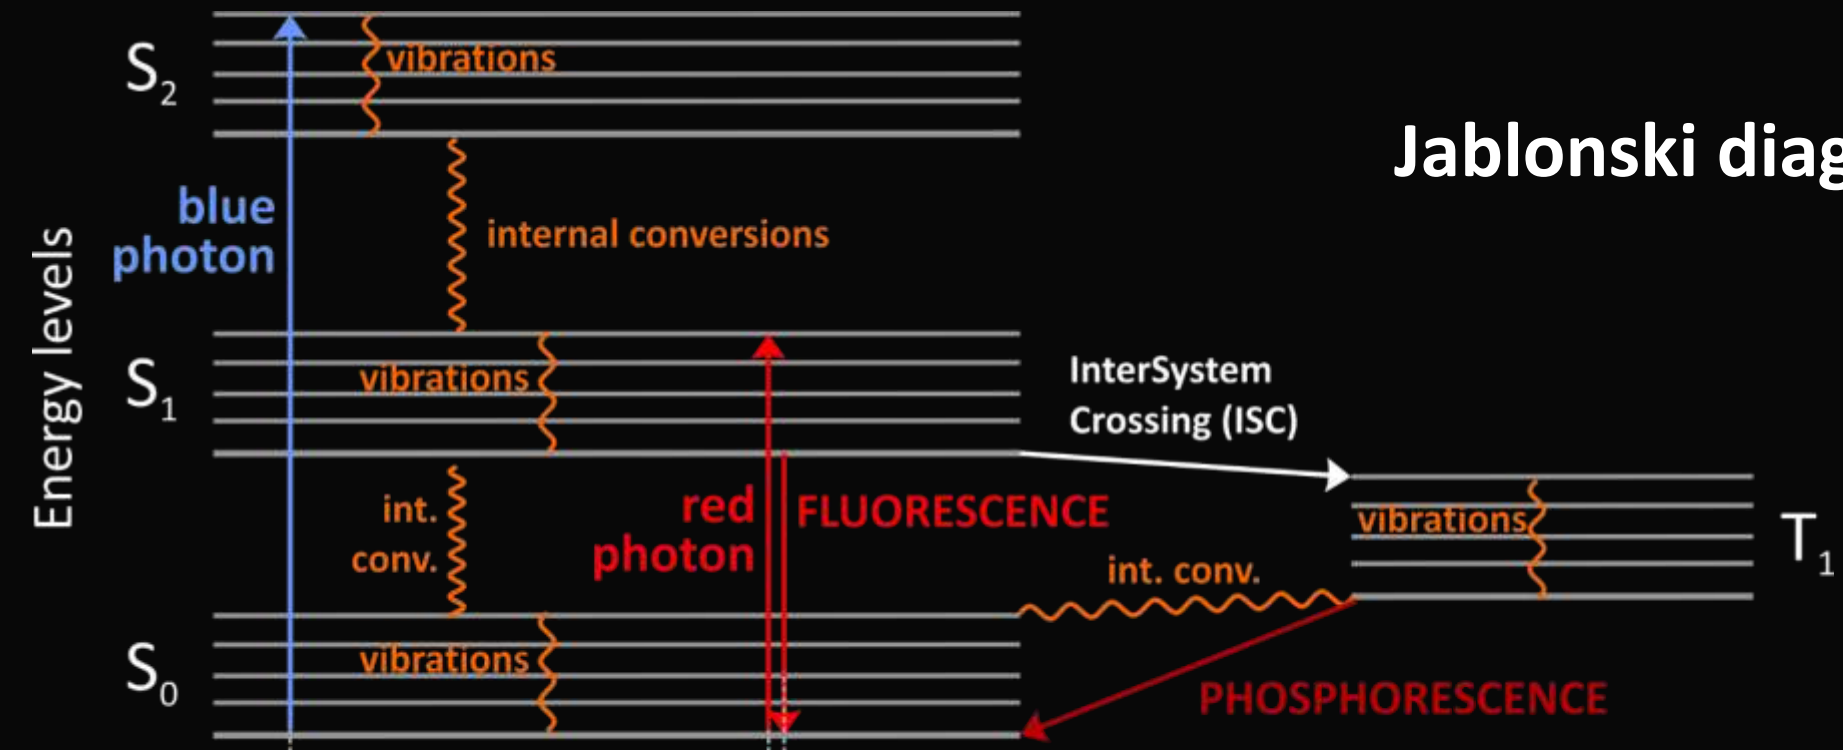 S2
vibrations
Jablonski diag
blue
photon
internal conversions
Energy levels
S1
vibrations
InterSystem
Crossing (ISC)
int.
conv.
red
photon
FLUORESCENCE
vibrations
T1
int. conv.
S0
vibrations
PHOSPHORESCENCE